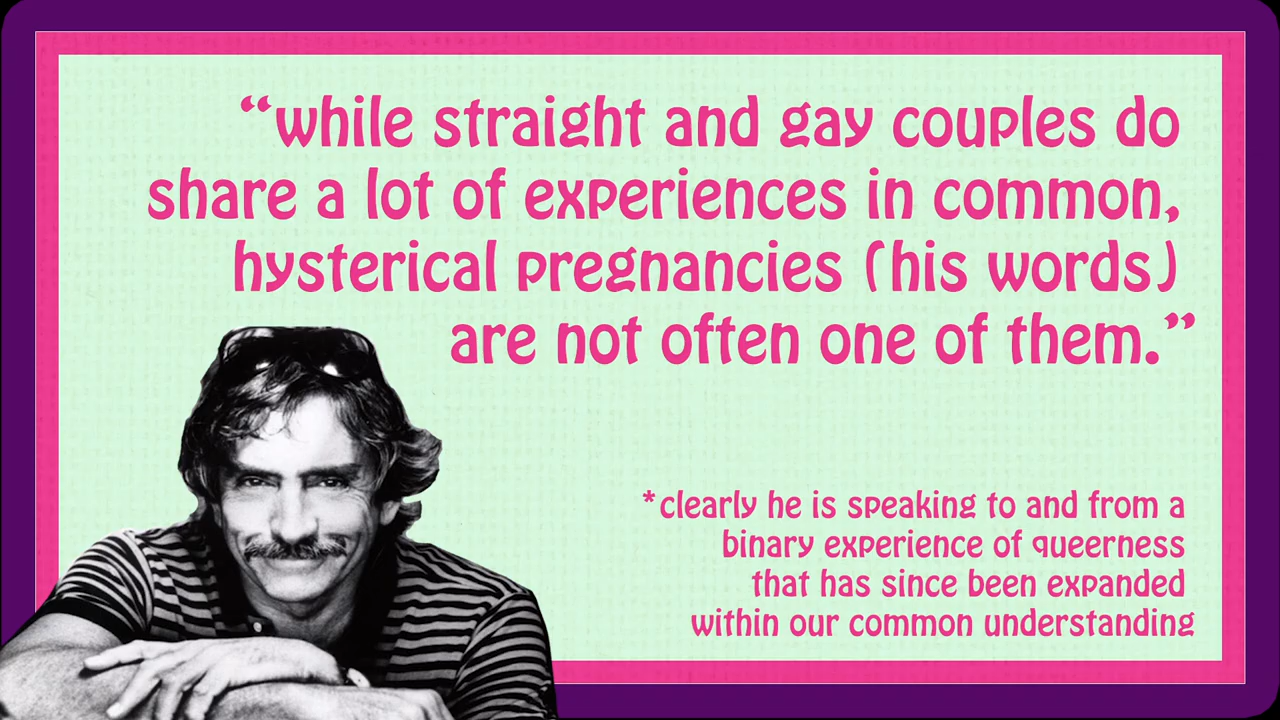 “while straight and gay couples do
share a lot of experiences in common,
hysterical pregnancies (his words)
are not often one of them.”
*clearly he is speaking to and from a
binary experience of queerness
that has since been expanded
within our common understanding